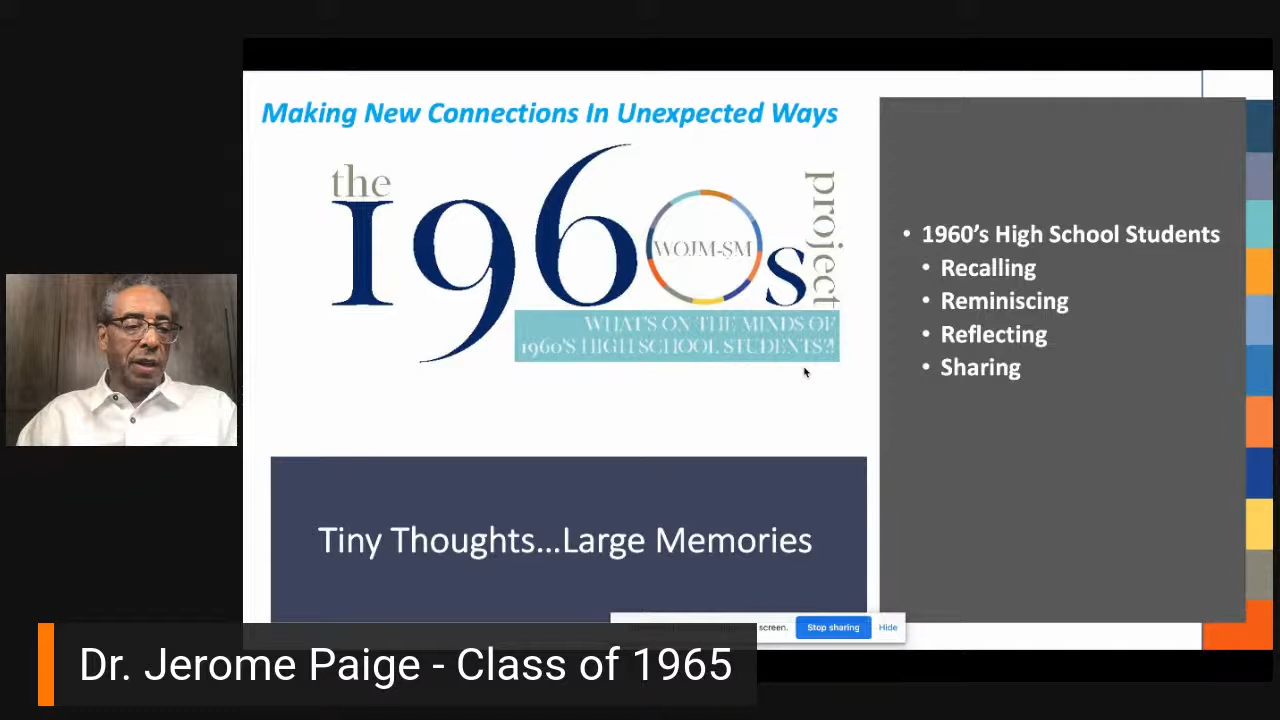 Making New Connections In Unexpected Ways
the
1960s
project
WOJM-SM
WHAT'S ON THE MINDS OF
1960'S HIGH SCHOOL STUDENTS?!
• 1960's High School Students
• Recalling
• Reminiscing
• Reflecting
• Sharing
Tiny Thoughts...Large Memories
screen.
Stop sharing
Hide
Dr. Jerome Paige - Class of 1965